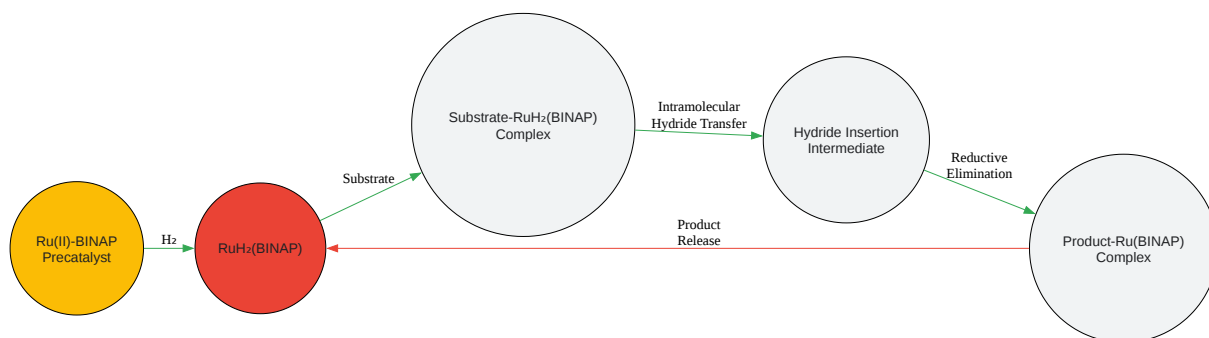 Substrate-RuH₂(BINAP)
Complex
Intramolecular
Hydride Transfer
Hydride Insertion
Intermediate
Reductive
Elimination
Substrate
Ru(II)-BINAP
Precatalyst
H₂
RuH₂(BINAP)
Product
Release
Product-Ru(BINAP)
Complex